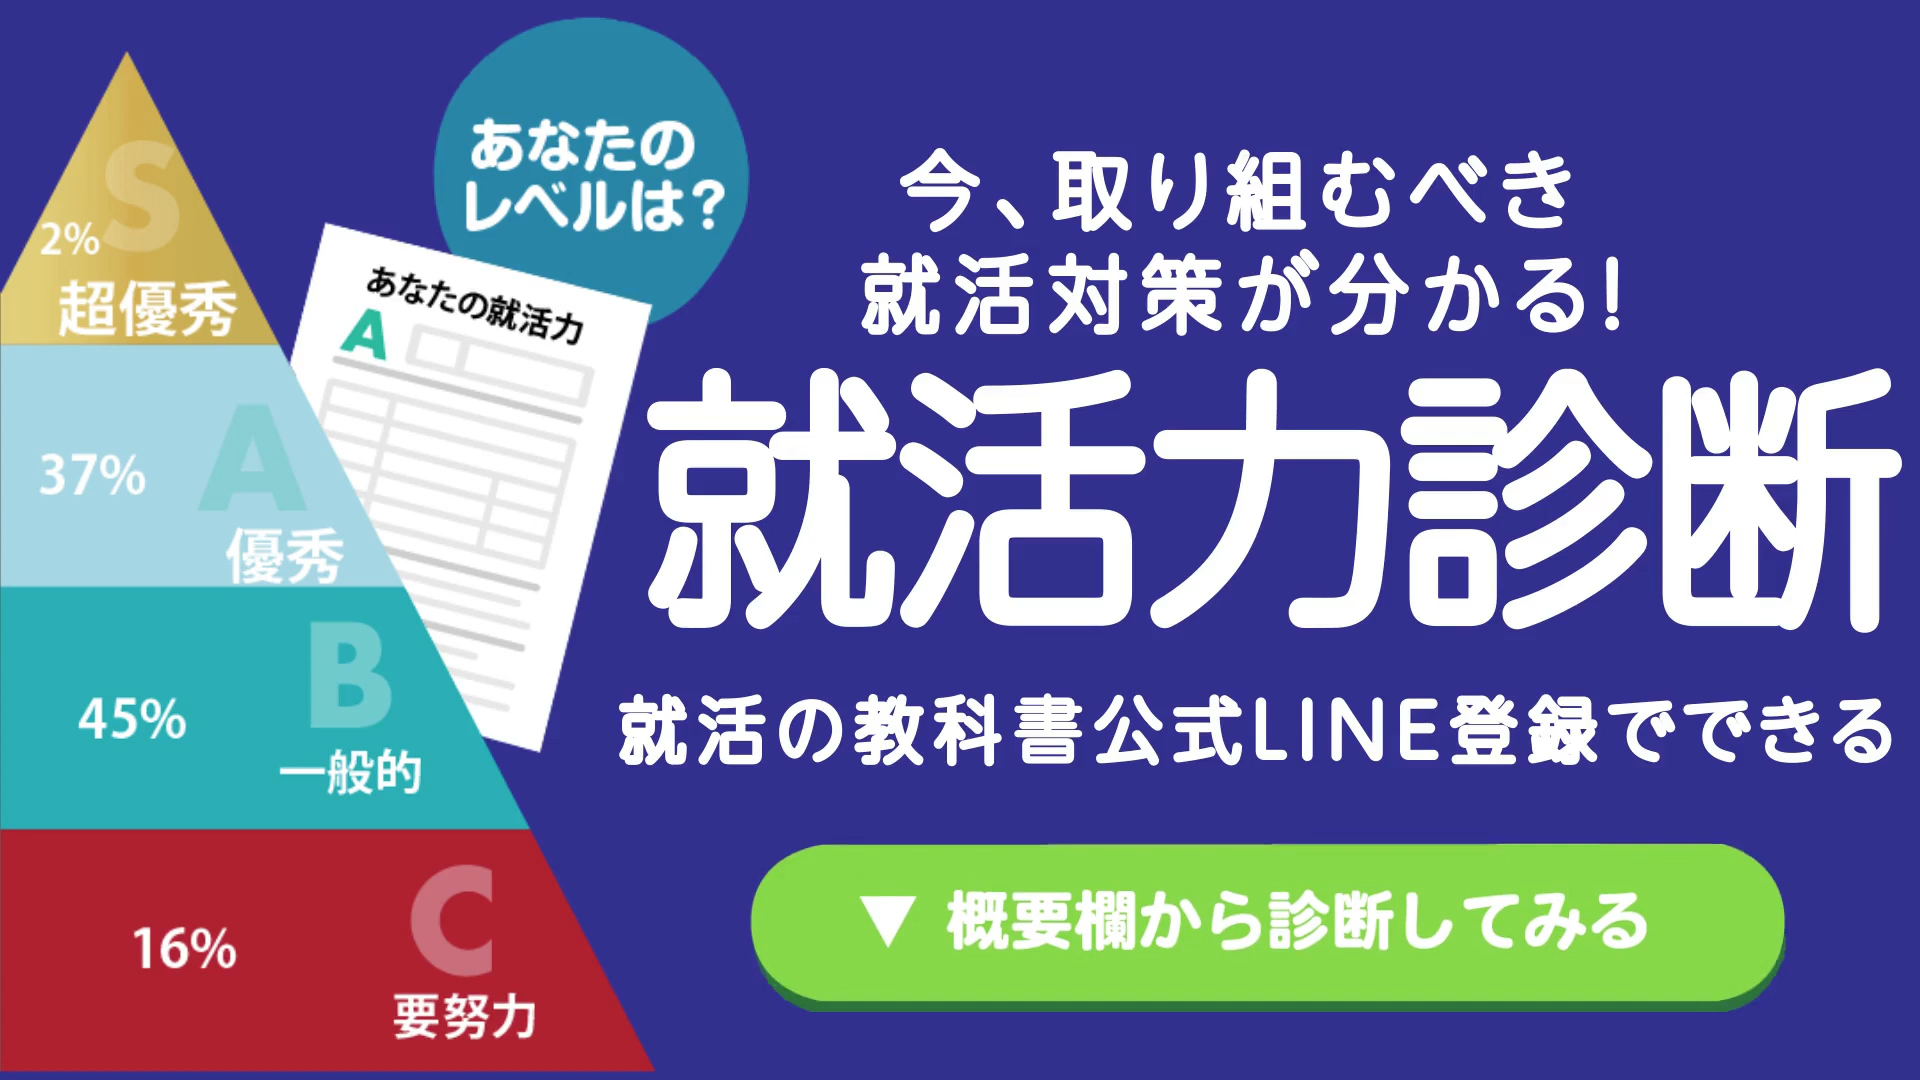 あなたの
レベルは？
今、取り組むべき
就活対策が分かる！
就活力診断
就活の教科書公式LINE登録でできる
▼ 概要欄から診断してみる
あなたの就活力
A
S
2%
超優秀
A
37%
優秀
B
45%
一般的
C
16%
要努力